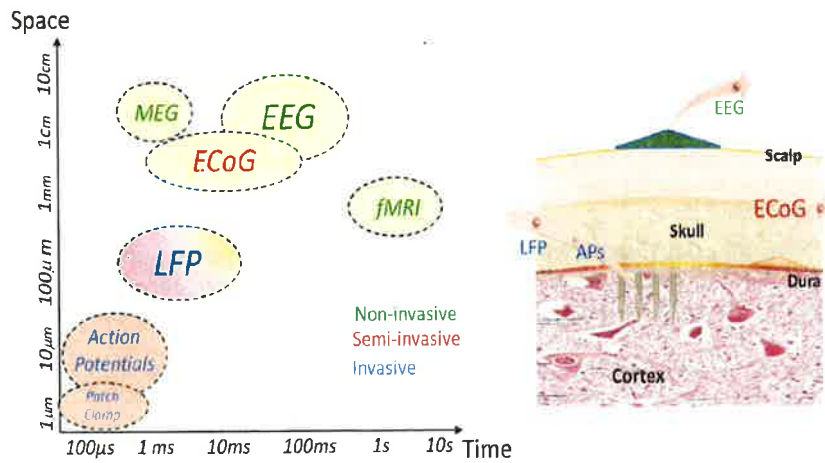 Space
10cm
1cm
1mm
100μm
10μm
1μm
MEG
EEG
ECoG
fMRI
LFP
Action
Potentials
Patch
Clamp
Non-invasive
Semi-invasive
Invasive
100μs
1 ms
10ms
100ms
1s
10s
Time
EEG
Scalp
ECoG
Skull
LFP
APs
Dura
Cortex